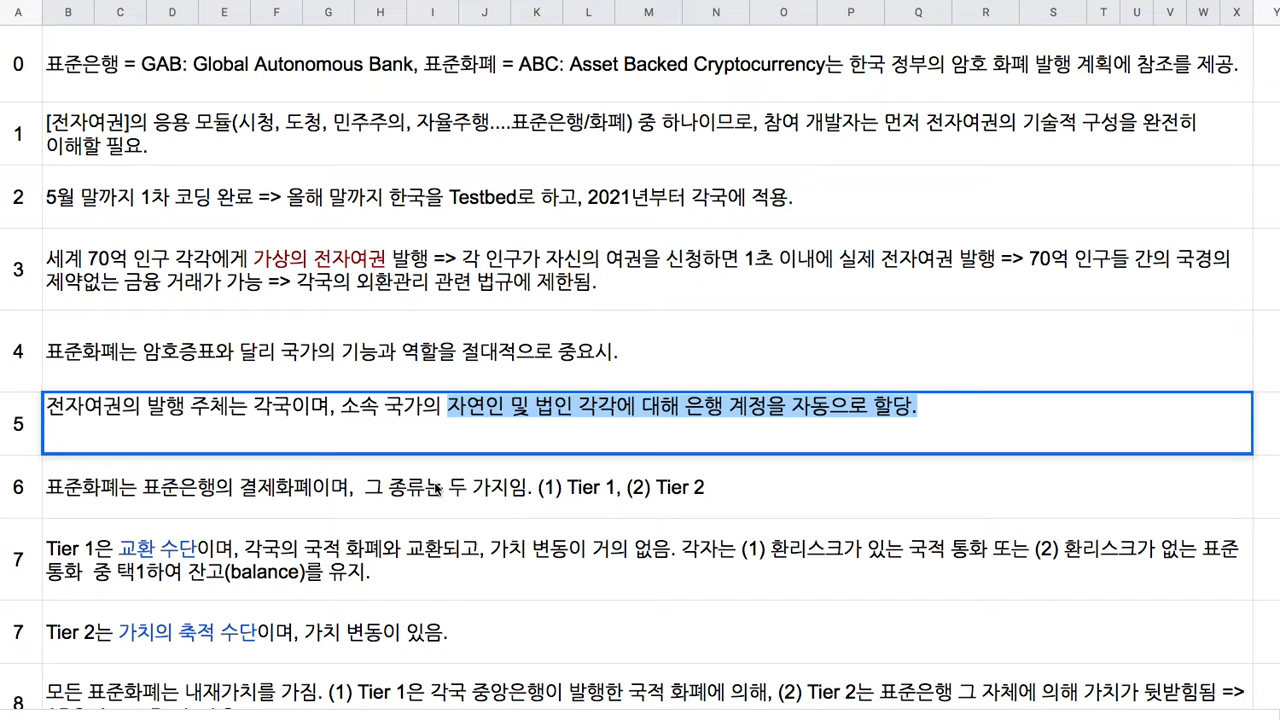 A B C D E F G H I J K L M N O P Q R S T U V W X Y
0 표준은행 = GAB: Global Autonomous Bank, 표준화폐 = ABC: Asset Backed Cryptocurrency는 한국 정부의 암호 화폐 발행 계획에 참조를 제공.
1 [전자여권]의 응용 모듈(시청, 도청, 민주주의, 자율주행....표준은행/화폐) 중 하나이므로, 참여 개발자는 먼저 전자여권의 기술적 구성을 완전히
이해할 필요.
2 5월 말까지 1차 코딩 완료 => 올해 말까지 한국을 Testbed로 하고, 2021년부터 각국에 적용.
3 세계 70억 인구 각각에게 가상의 전자여권 발행 => 각 인구가 자신의 여권을 신청하면 1초 이내에 실제 전자여권 발행 => 70억 인구들 간의 국경의
제약없는 금융 거래가 가능 => 각국의 외환관리 관련 법규에 제한됨.
4 표준화폐는 암호증표와 달리 국가의 기능과 역할을 절대적으로 중요시.
5 전자여권의 발행 주체는 각국이며, 소속 국가의 자연인 및 법인 각각에 대해 은행 계정을 자동으로 할당.
6 표준화폐는 표준은행의 결제화폐이며, 그 종류는 두 가지임. (1) Tier 1, (2) Tier 2
7 Tier 1은 교환 수단이며, 각국의 국적 화폐와 교환되고, 가치 변동이 거의 없음. 각자는 (1) 환리스크가 있는 국적 통화 또는 (2) 환리스크가 없는 표준
통화 중 택1하여 잔고(balance)를 유지.
7 Tier 2는 가치의 축적 수단이며, 가치 변동이 있음.
8 모든 표준화폐는 내재가치를 가짐. (1) Tier 1은 각국 중앙은행이 발행한 국적 화폐에 의해, (2) Tier 2는 표준은행 그 자체에 의해 가치가 뒷받힘됨 =>